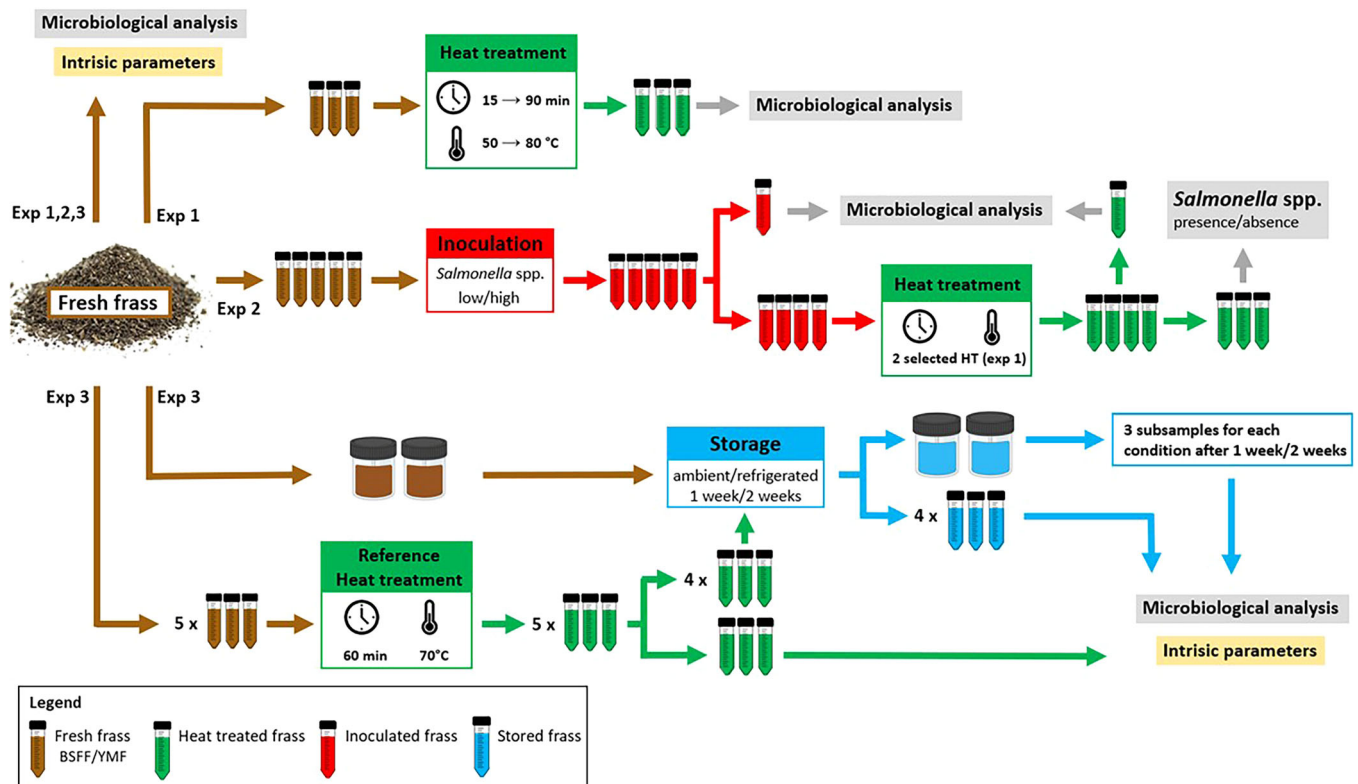 Microbiological analysis
Intrisic parameters
Heat treatment
15 → 90 min
50 → 80 °C
Microbiological analysis
Exp 1,2,3
Exp 1
Fresh frass
Exp 2
Inoculation
Salmonella spp.
low/high
Microbiological analysis
Salmonella spp.
presence/absence
Heat treatment
2 selected HT (exp 1)
Exp 3
Exp 3
Storage
ambient/refrigerated
1 week/2 weeks
3 subsamples for each
condition after 1 week/2 weeks
4 x
5 x
Reference
Heat treatment
60 min
70°C
5 x
4 x
Microbiological analysis
Intrisic parameters
Legend
Fresh frass
BSFF/YMF
Heat treated frass
Inoculated frass
Stored frass